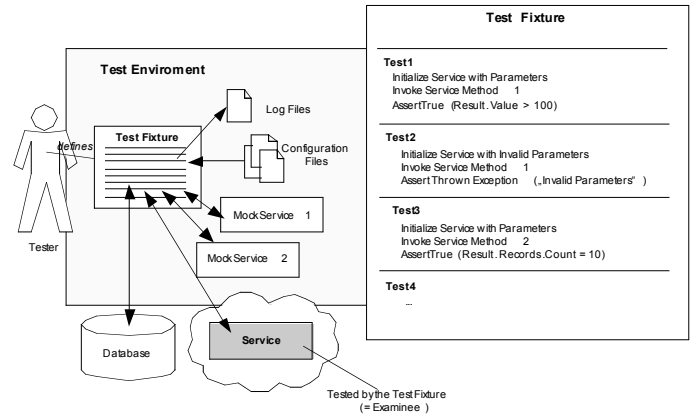 Test Enviroment
Log Files
defines
Test Fixture
Configuration
Files
MockService 1
MockService 2
Tester
Database
Service
Tested by the Test Fixture
(= Examinee )
Test Fixture
Test1
Initialize Service with Parameters
Invoke Service Method 1
AssertTrue (Result.Value > 100)
Test2
Initialize Service with Invalid Parameters
Invoke Service Method 1
Assert Thrown Exception („Invalid Parameters" )
Test3
Initialize Service with Parameters
Invoke Service Method 2
AssertTrue (Result.Records.Count = 10)
Test4
...